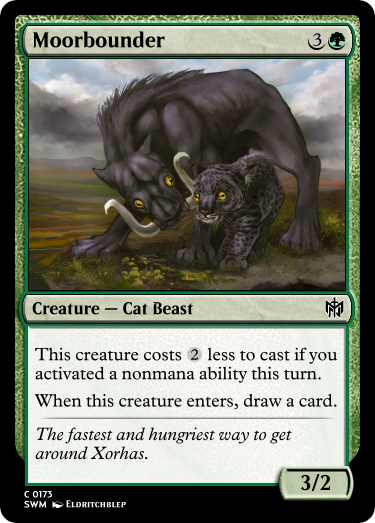 Moorbounder 3
Creature — Cat Beast
This creature costs 2 less to cast if you
activated a nonmana ability this turn.
When this creature enters, draw a card.
The fastest and hungriest way to get
around Xorhas.
3/2
C 0173
SWM Eldritchblep